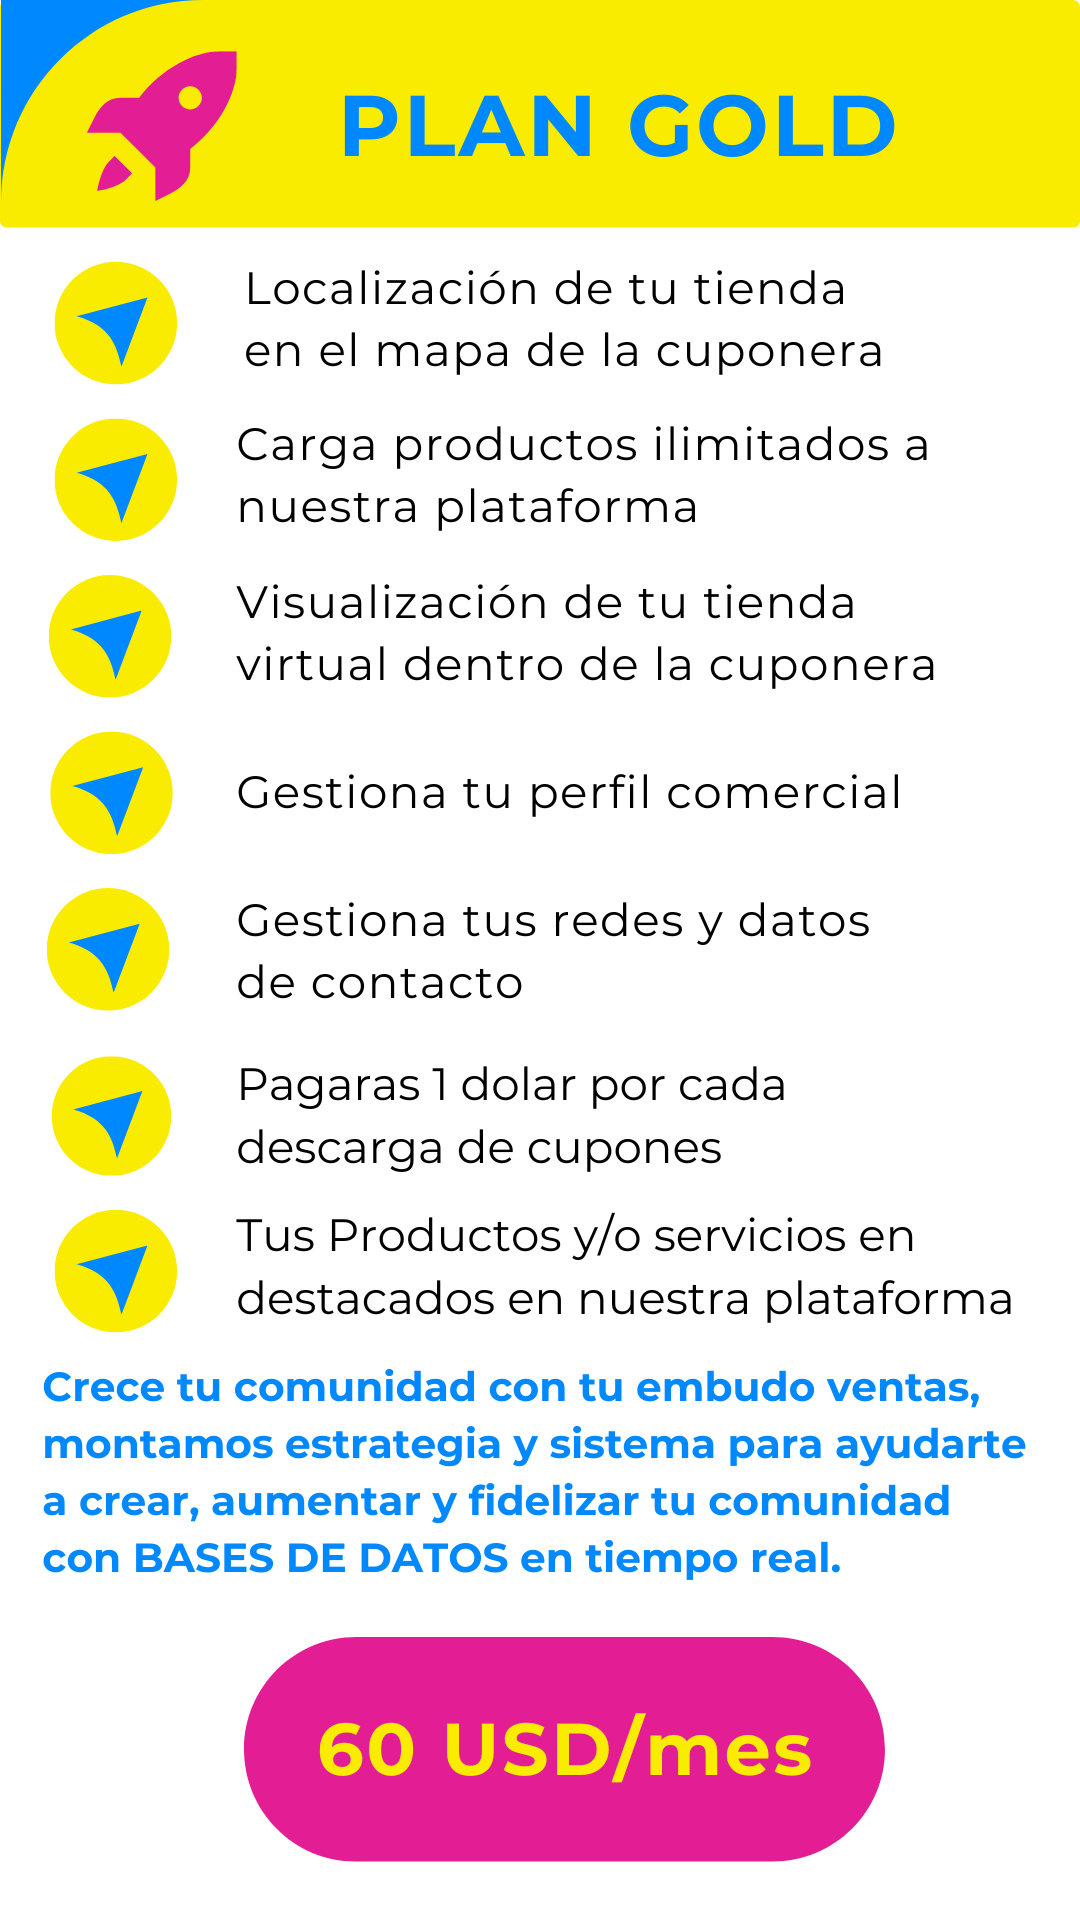 PLAN GOLD
Localización de tu tienda
en el mapa de la cuponera
Carga productos ilimitados a
nuestra plataforma
Visualización de tu tienda
virtual dentro de la cuponera
Gestiona tu perfil comercial
Gestiona tus redes y datos
de contacto
Pagaras 1 dolar por cada
descarga de cupones
Tus Productos y/o servicios en
destacados en nuestra plataforma
Crece tu comunidad con tu embudo ventas,
montamos estrategia y sistema para ayudarte
a crear, aumentar y fidelizar tu comunidad
con BASES DE DATOS en tiempo real.
60 USD/mes